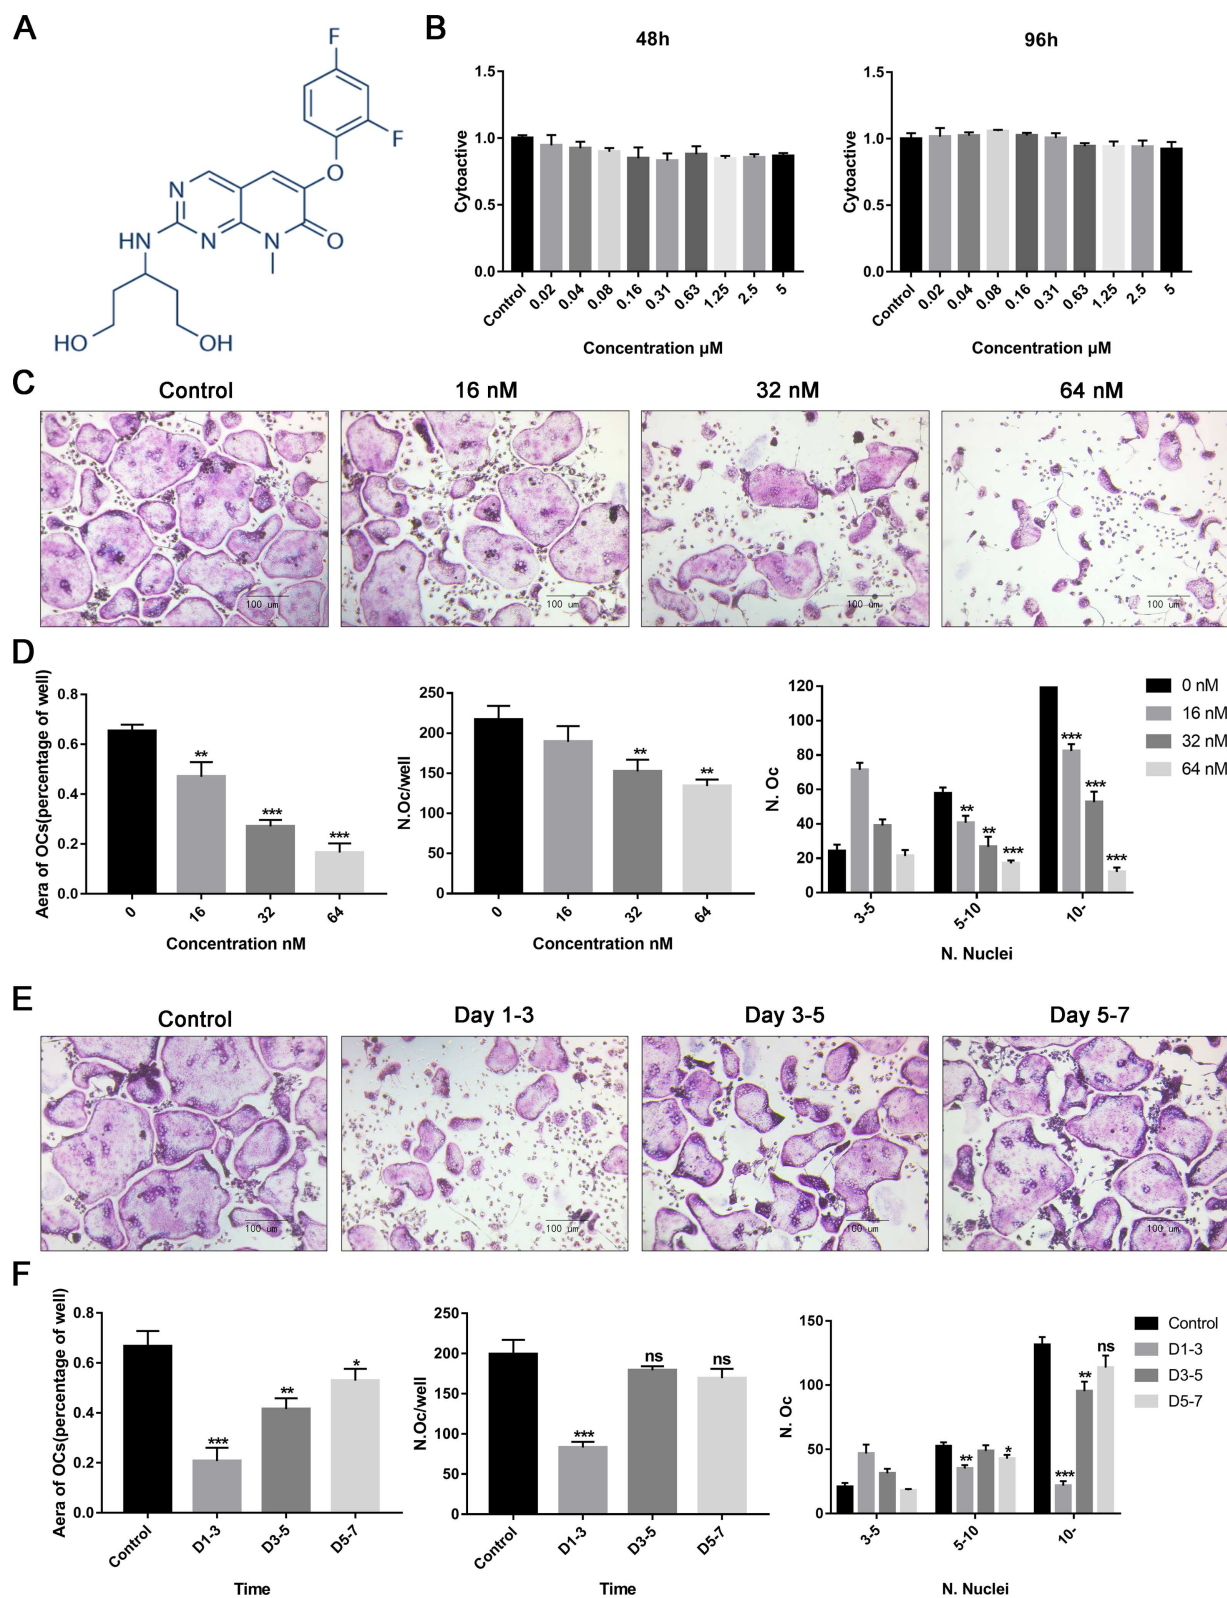 A
F
F
O
N
N
N
O
HN
HO
OH
B
48h
Cytoactive
1.5
1.0
0.5
0.0
Control
0.02
0.04
0.08
0.16
0.31
0.63
1.25
2.5
5
Concentration µM
96h
Cytoactive
1.5
1.0
0.5
0.0
Control
0.02
0.04
0.08
0.16
0.31
0.63
1.25
2.5
5
Concentration µM
C
Control
16 nM
32 nM
64 nM
100 um
100 um
100 um
100 um
D
Aera of OCs(percentage of well)
0.8
0.6
0.4
0.2
0.0
**
***
***
0
16
32
64
Concentration nM
N.Oc/well
250
200
150
100
50
0
**
**
0
16
32
64
Concentration nM
N. Oc
120
100
80
60
40
20
0
**
**
***
***
***
***
3-5
5-10
10-
N. Nuclei
0 nM
16 nM
32 nM
64 nM
E
Control
Day 1-3
Day 3-5
Day 5-7
100 um
100 um
100 um
100 um
F
Aera of OCs(percentage of well)
0.8
0.6
0.4
0.2
0.0
***
**
*
Control
D1-3
D3-5
D5-7
Time
N.Oc/well
250
200
150
100
50
0
***
ns
ns
Control
D1-3
D3-5
D5-7
Time
N. Oc
150
100
50
0
**
*
***
**
ns
3-5
5-10
10-
N. Nuclei
Control
D1-3
D3-5
D5-7